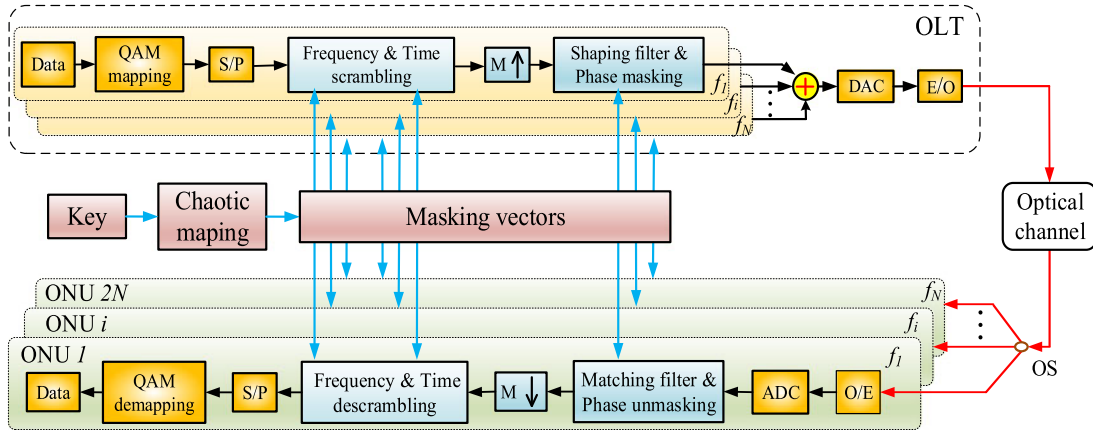 OLT
Data
QAM
mapping
S/P
Frequency & Time
scrambling
M
Shaping filter &
Phase masking
f1
fi
fN
+
DAC
E/O
Key
Chaotic
maping
Masking vectors
Optical
channel
ONU 2N
fN
ONU i
fi
ONU 1
f1
OS
Data
QAM
demapping
S/P
Frequency & Time
descrambling
M
Matching filter &
Phase unmasking
ADC
O/E